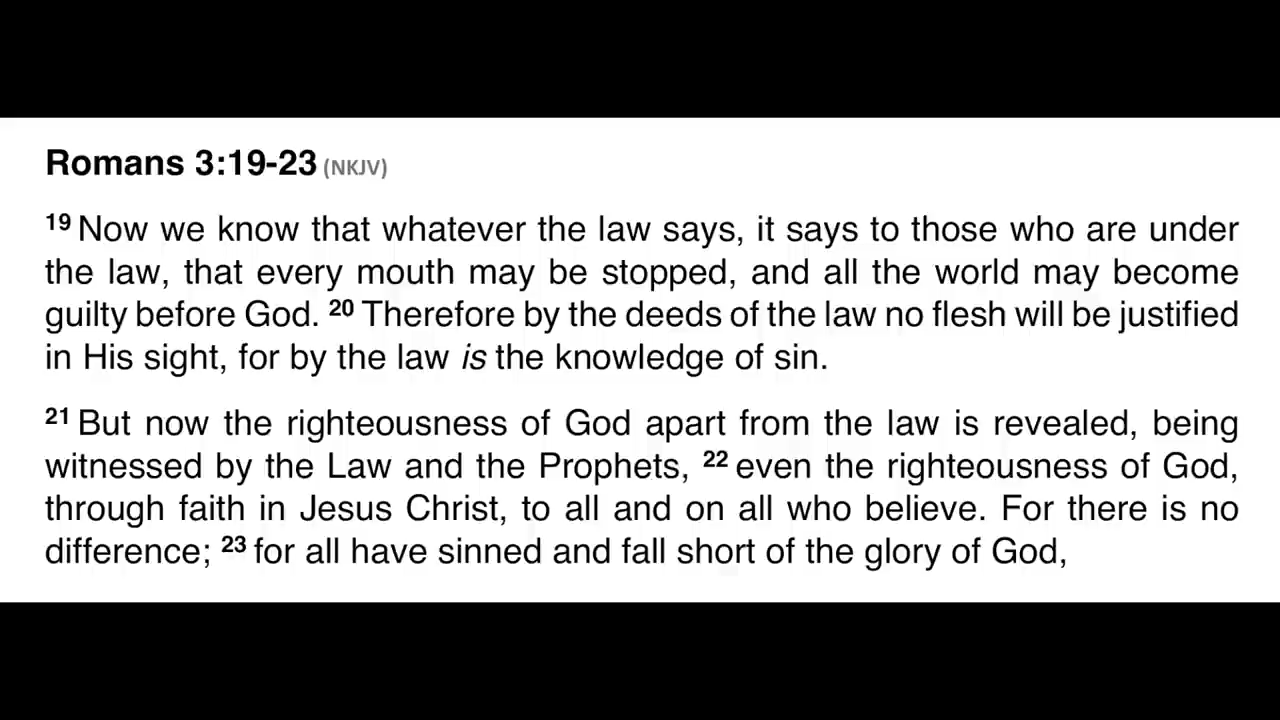 Romans 3:19-23 (NKJV)
19 Now we know that whatever the law says, it says to those who are under
the law, that every mouth may be stopped, and all the world may become
guilty before God. 20 Therefore by the deeds of the law no flesh will be justified
in His sight, for by the law is the knowledge of sin.
21 But now the righteousness of God apart from the law is revealed, being
witnessed by the Law and the Prophets, 22 even the righteousness of God,
through faith in Jesus Christ, to all and on all who believe. For there is no
difference; 23 for all have sinned and fall short of the glory of God,